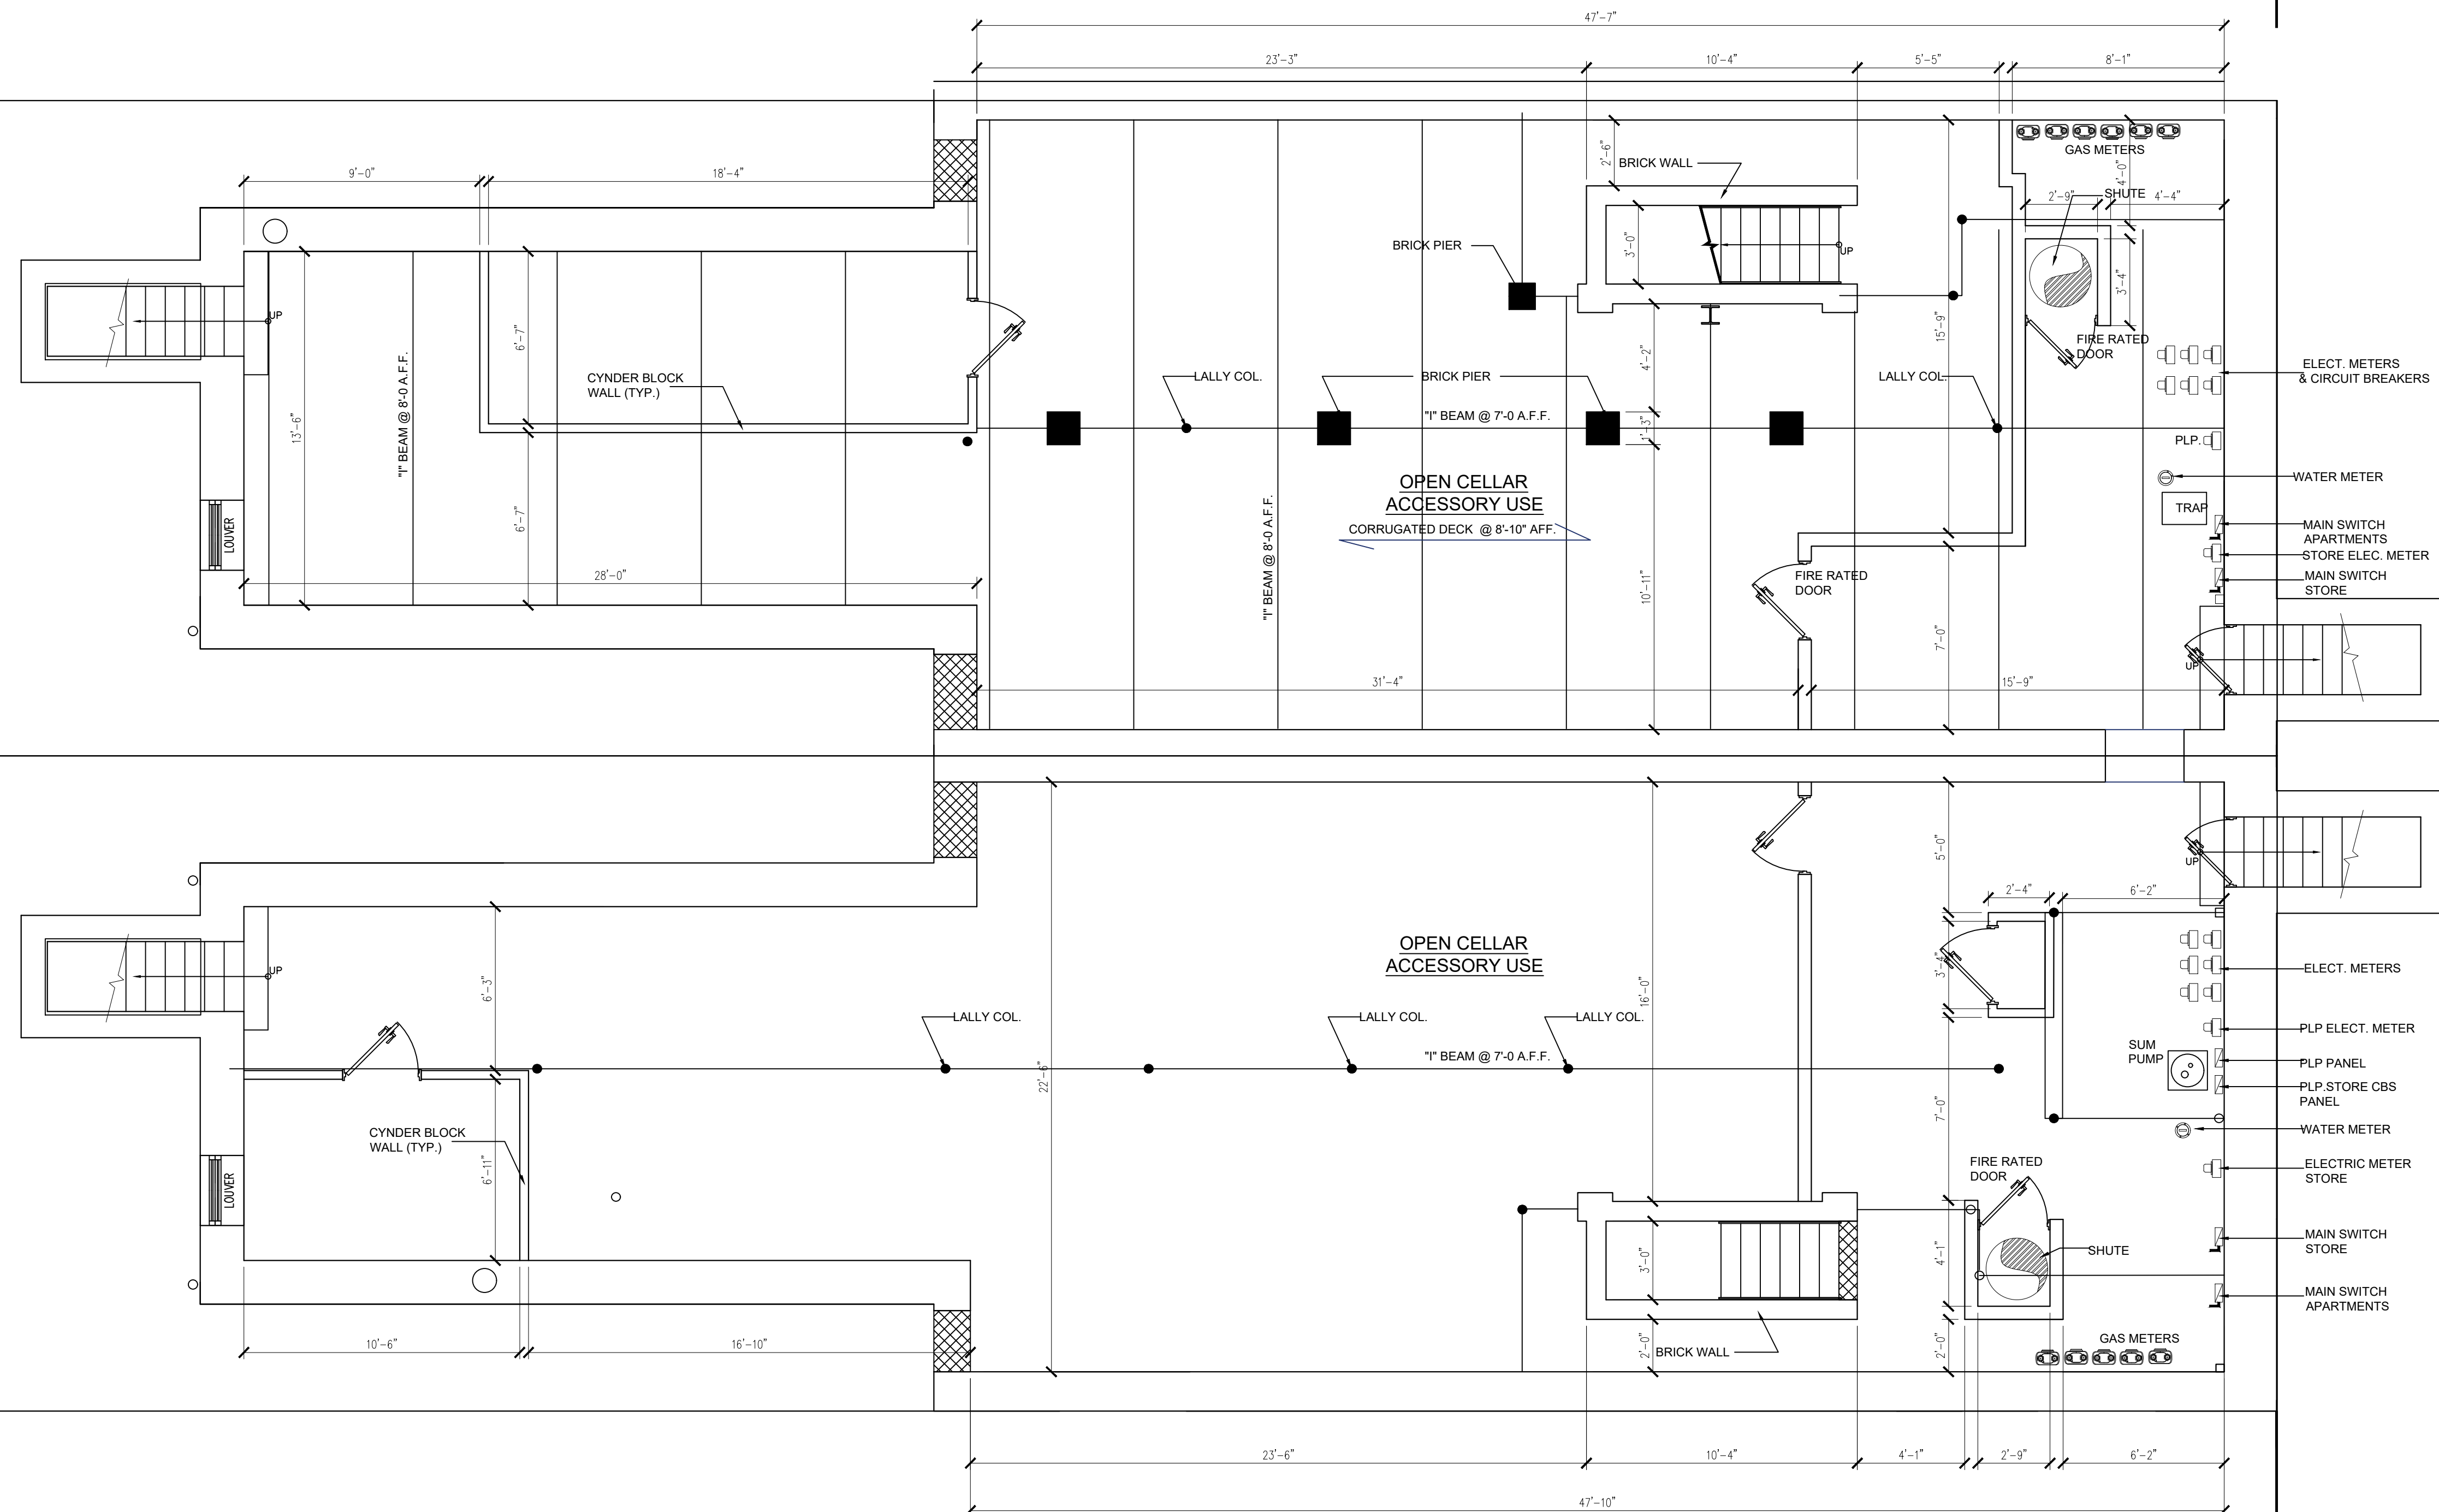 47'-7"
23'-3"
10'-4"
5'-5"
8'-1"
GAS METERS
9'-0"
18'-4"
2'-6"
BRICK WALL
4'-0"
2'-9"
SHUTE
4'-4"
3'-0"
BRICK PIER
UP
UP
3'-4"
15'-9"
6'-7"
FIRE RATED
DOOR
ELECT. METERS
& CIRCUIT BREAKERS
CYNDER BLOCK
WALL (TYP.)
"I" BEAM @ 8'-0 A.F.F.
LALLY COL.
BRICK PIER
4'-2"
LALLY COL.
"I" BEAM @ 7'-0 A.F.F.
1'-3"
13'-6"
PLP.
WATER METER
OPEN CELLAR
ACCESSORY USE
CORRUGATED DECK @ 8'-10" AFF.
TRAP
6'-7"
LOUVER
"I" BEAM @ 8'-0 A.F.F.
MAIN SWITCH
APARTMENTS
STORE ELEC. METER
28'-0"
10'-11"
FIRE RATED
DOOR
MAIN SWITCH
STORE
7'-0"
UP
31'-4"
15'-9"
5'-0"
UP
2'-4"
6'-2"
OPEN CELLAR
ACCESSORY USE
3'-4"
ELECT. METERS
UP
6'-3"
16'-0"
LALLY COL.
LALLY COL.
LALLY COL.
PLP ELECT. METER
SUM
PUMP
"I" BEAM @ 7'-0 A.F.F.
PLP PANEL
22'-6"
PLP.STORE CBS
PANEL
7'-0"
CYNDER BLOCK
WALL (TYP.)
WATER METER
6'-11"
LOUVER
FIRE RATED
DOOR
ELECTRIC METER
STORE
MAIN SWITCH
STORE
3'-0"
4'-1"
SHUTE
MAIN SWITCH
APARTMENTS
10'-6"
16'-10"
2'-0"
BRICK WALL
2'-0"
GAS METERS
23'-6"
10'-4"
4'-1"
2'-9"
6'-2"
47'-10"